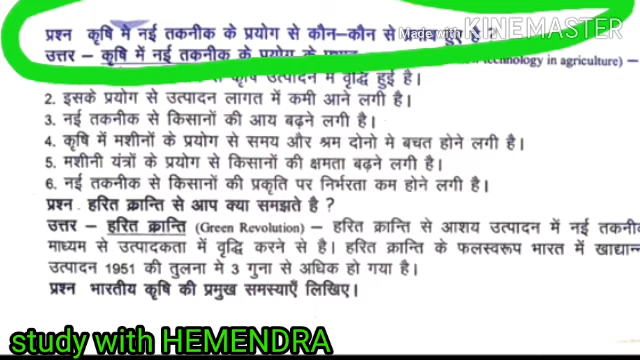 प्रश्न कृषि में नई तकनीक के प्रयोग से कौन–कौन से हुए है ?
Made with KINEMASTER
उत्तर – कृषि में नई तकनीक के प्रयोग के technology in agriculture) –
से कृषि उत्पादन में वृद्धि हुई है।
2. इसके प्रयोग से उत्पादन लागत में कमी आने लगी है।
3. नई तकनीक से किसानों की आय बढ़ने लगी है।
4. कृषि में मशीनों के प्रयोग से समय और श्रम दोनो मे बचत होने लगी है।
5. मशीनी यंत्रों के प्रयोग से किसानों की क्षमता बढ़ने लगी है।
6. नई तकनीक से किसानों की प्रकृति पर निर्भरता कम होने लगी है।
प्रश्न . हरित क्रान्ति से आप क्या समझते है ?
उत्तर – हरित क्रान्ति (Green Revolution) – हरित क्रान्ति से आशय उत्पादन में नई तकनीक
माध्यम से उत्पादकता में वृद्धि करने से है। हरित क्रान्ति के फलस्वरूप भारत में खाद्यान्न
उत्पादन 1951 की तुलना मे 3 गुना से अधिक हो गया है।
प्रश्न भारतीय कृषि की प्रमुख समस्याएँ लिखिए।
study with HEMENDRA